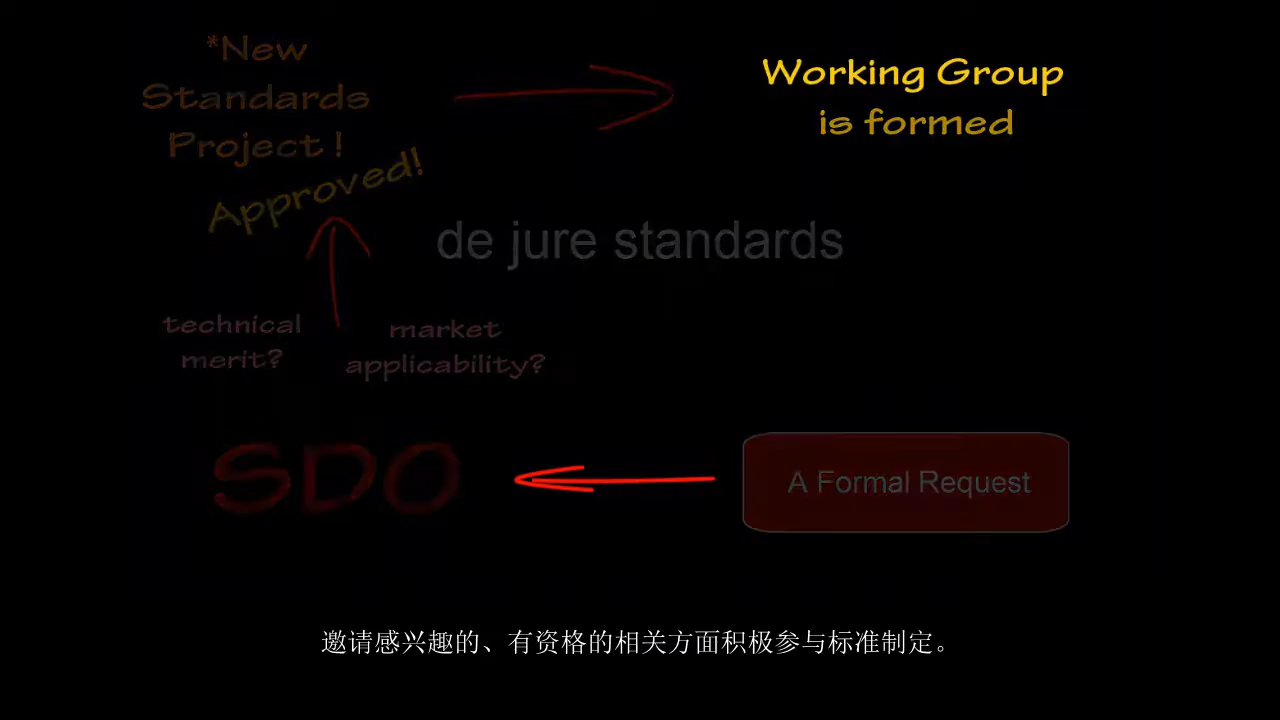 *New
Standards
Project !
Approved!
Working Group
is formed
de jure standards
technical
merit?
market
applicability?
SDO
A Formal Request
邀请感兴趣的、有资格的相关方面积极参与标准制定。